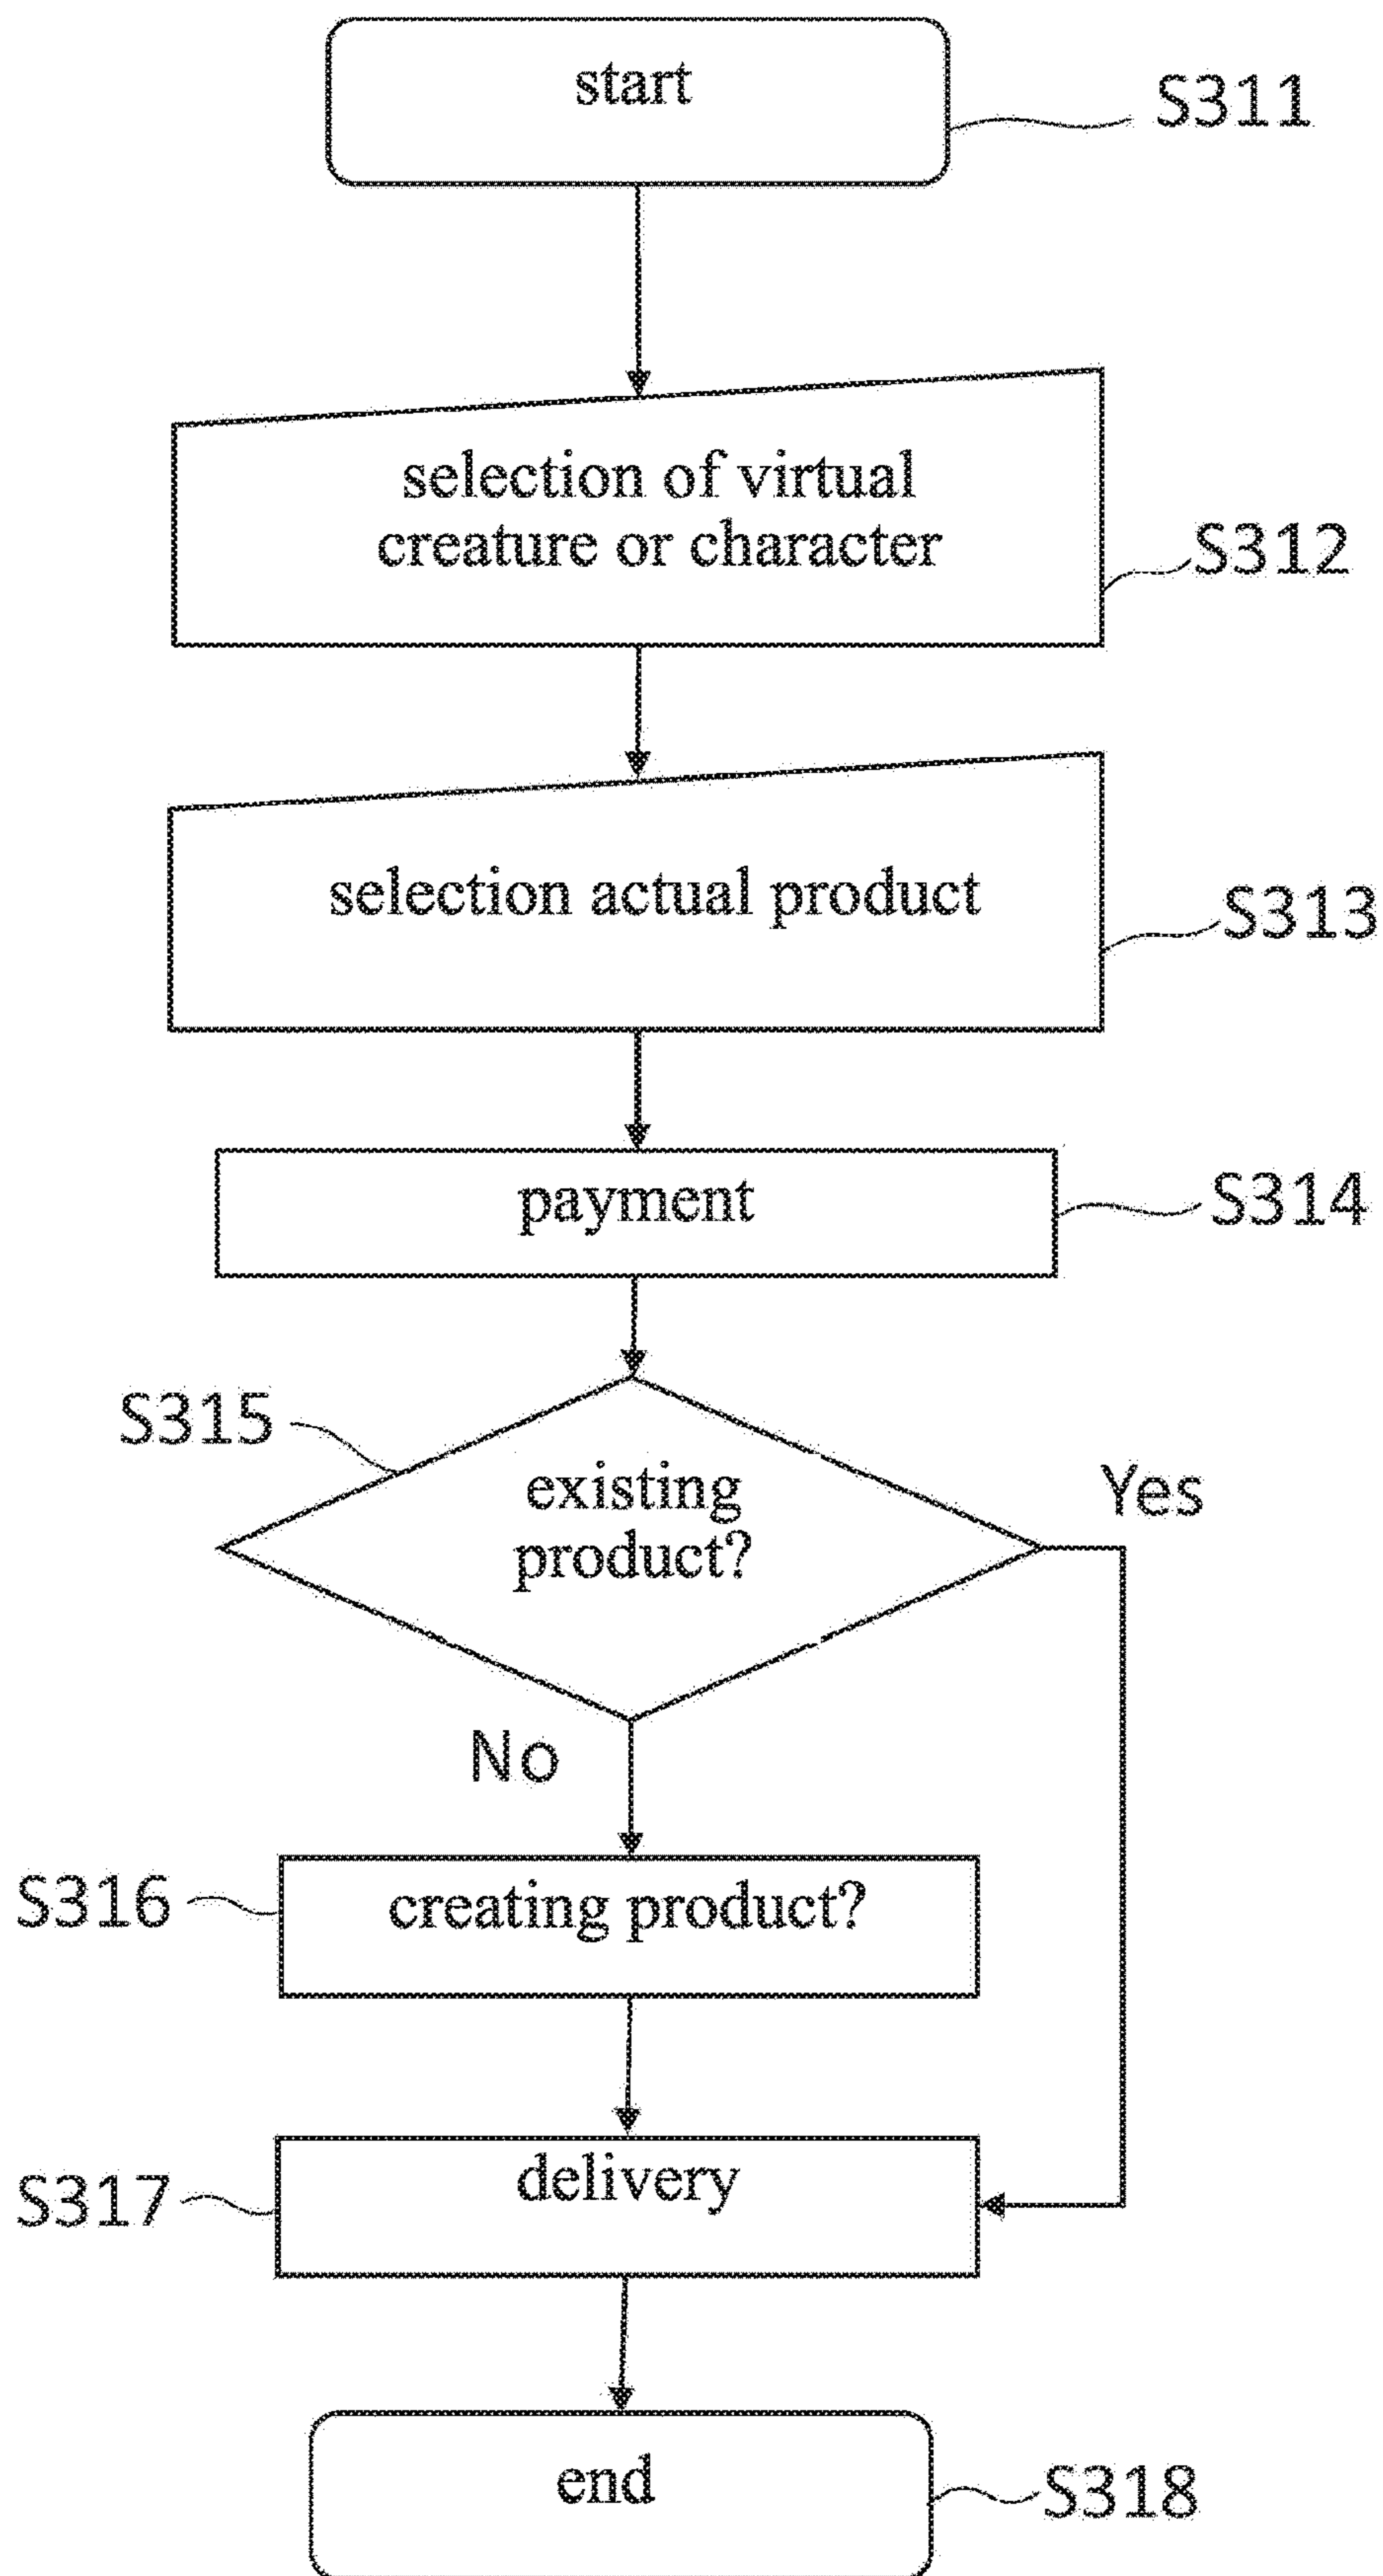 start
S311
selection of virtual
creature or character
S312
selection actual product
S313
payment
S314
S315
existing
product?
Yes
No
S316
creating product?
S317
delivery
end
S318